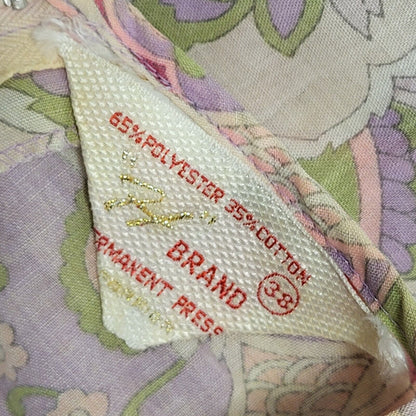 65% POLYESTER 35% COTTON
BRAND
38
RMANENT PRESS